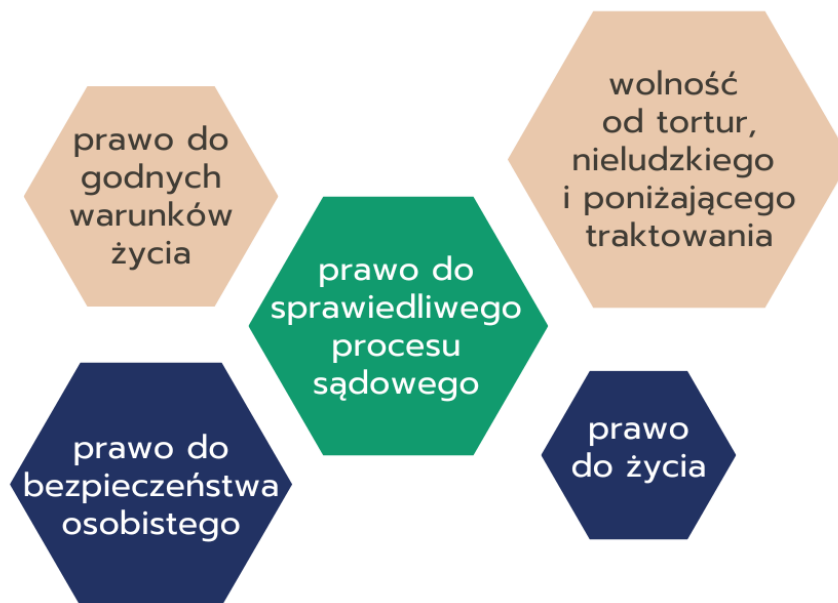 prawo do
godnych
warunków
życia
wolność
od tortur,
nieludzkiego
i poniżającego
traktowania
prawo do
sprawiedliwego
procesu
sądowego
prawo do
bezpieczeństwa
osobistego
prawo
do życia